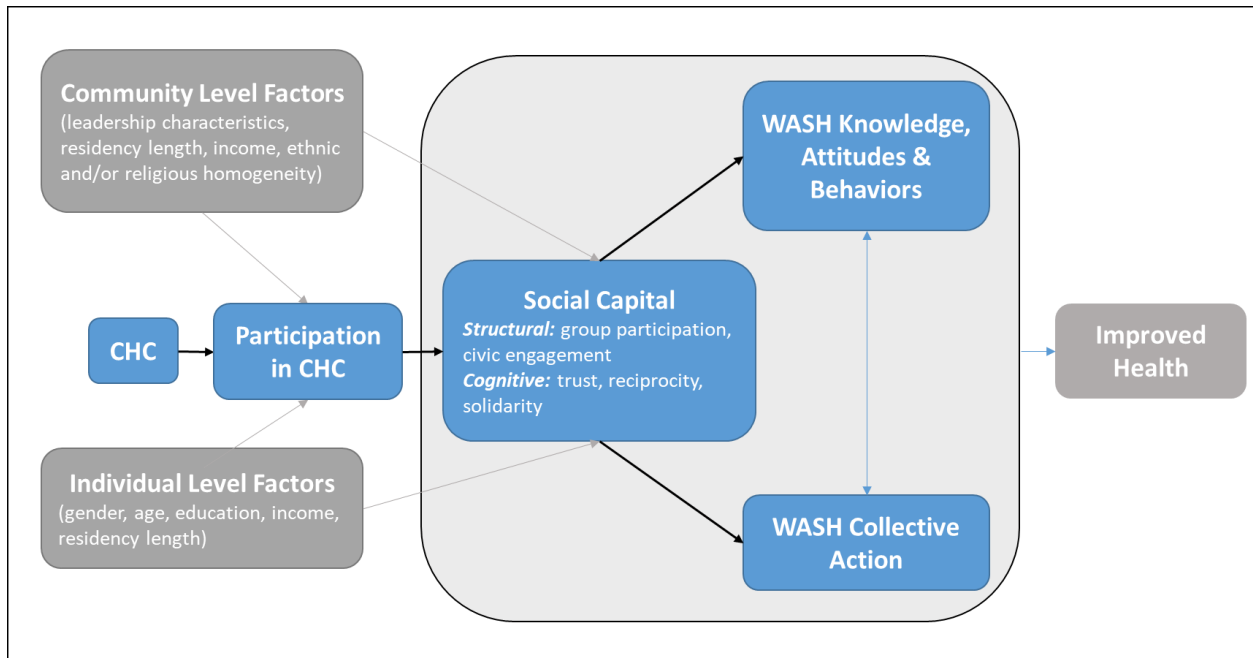 Community Level Factors
(leadership characteristics,
residency length, income, ethnic
and/or religious homogeneity)
CHC
Participation
in CHC
Individual Level Factors
(gender, age, education, income,
residency length)
Social Capital
Structural: group participation,
civic engagement
Cognitive: trust, reciprocity,
solidarity
WASH Knowledge,
Attitudes &
Behaviors
WASH Collective
Action
Improved
Health